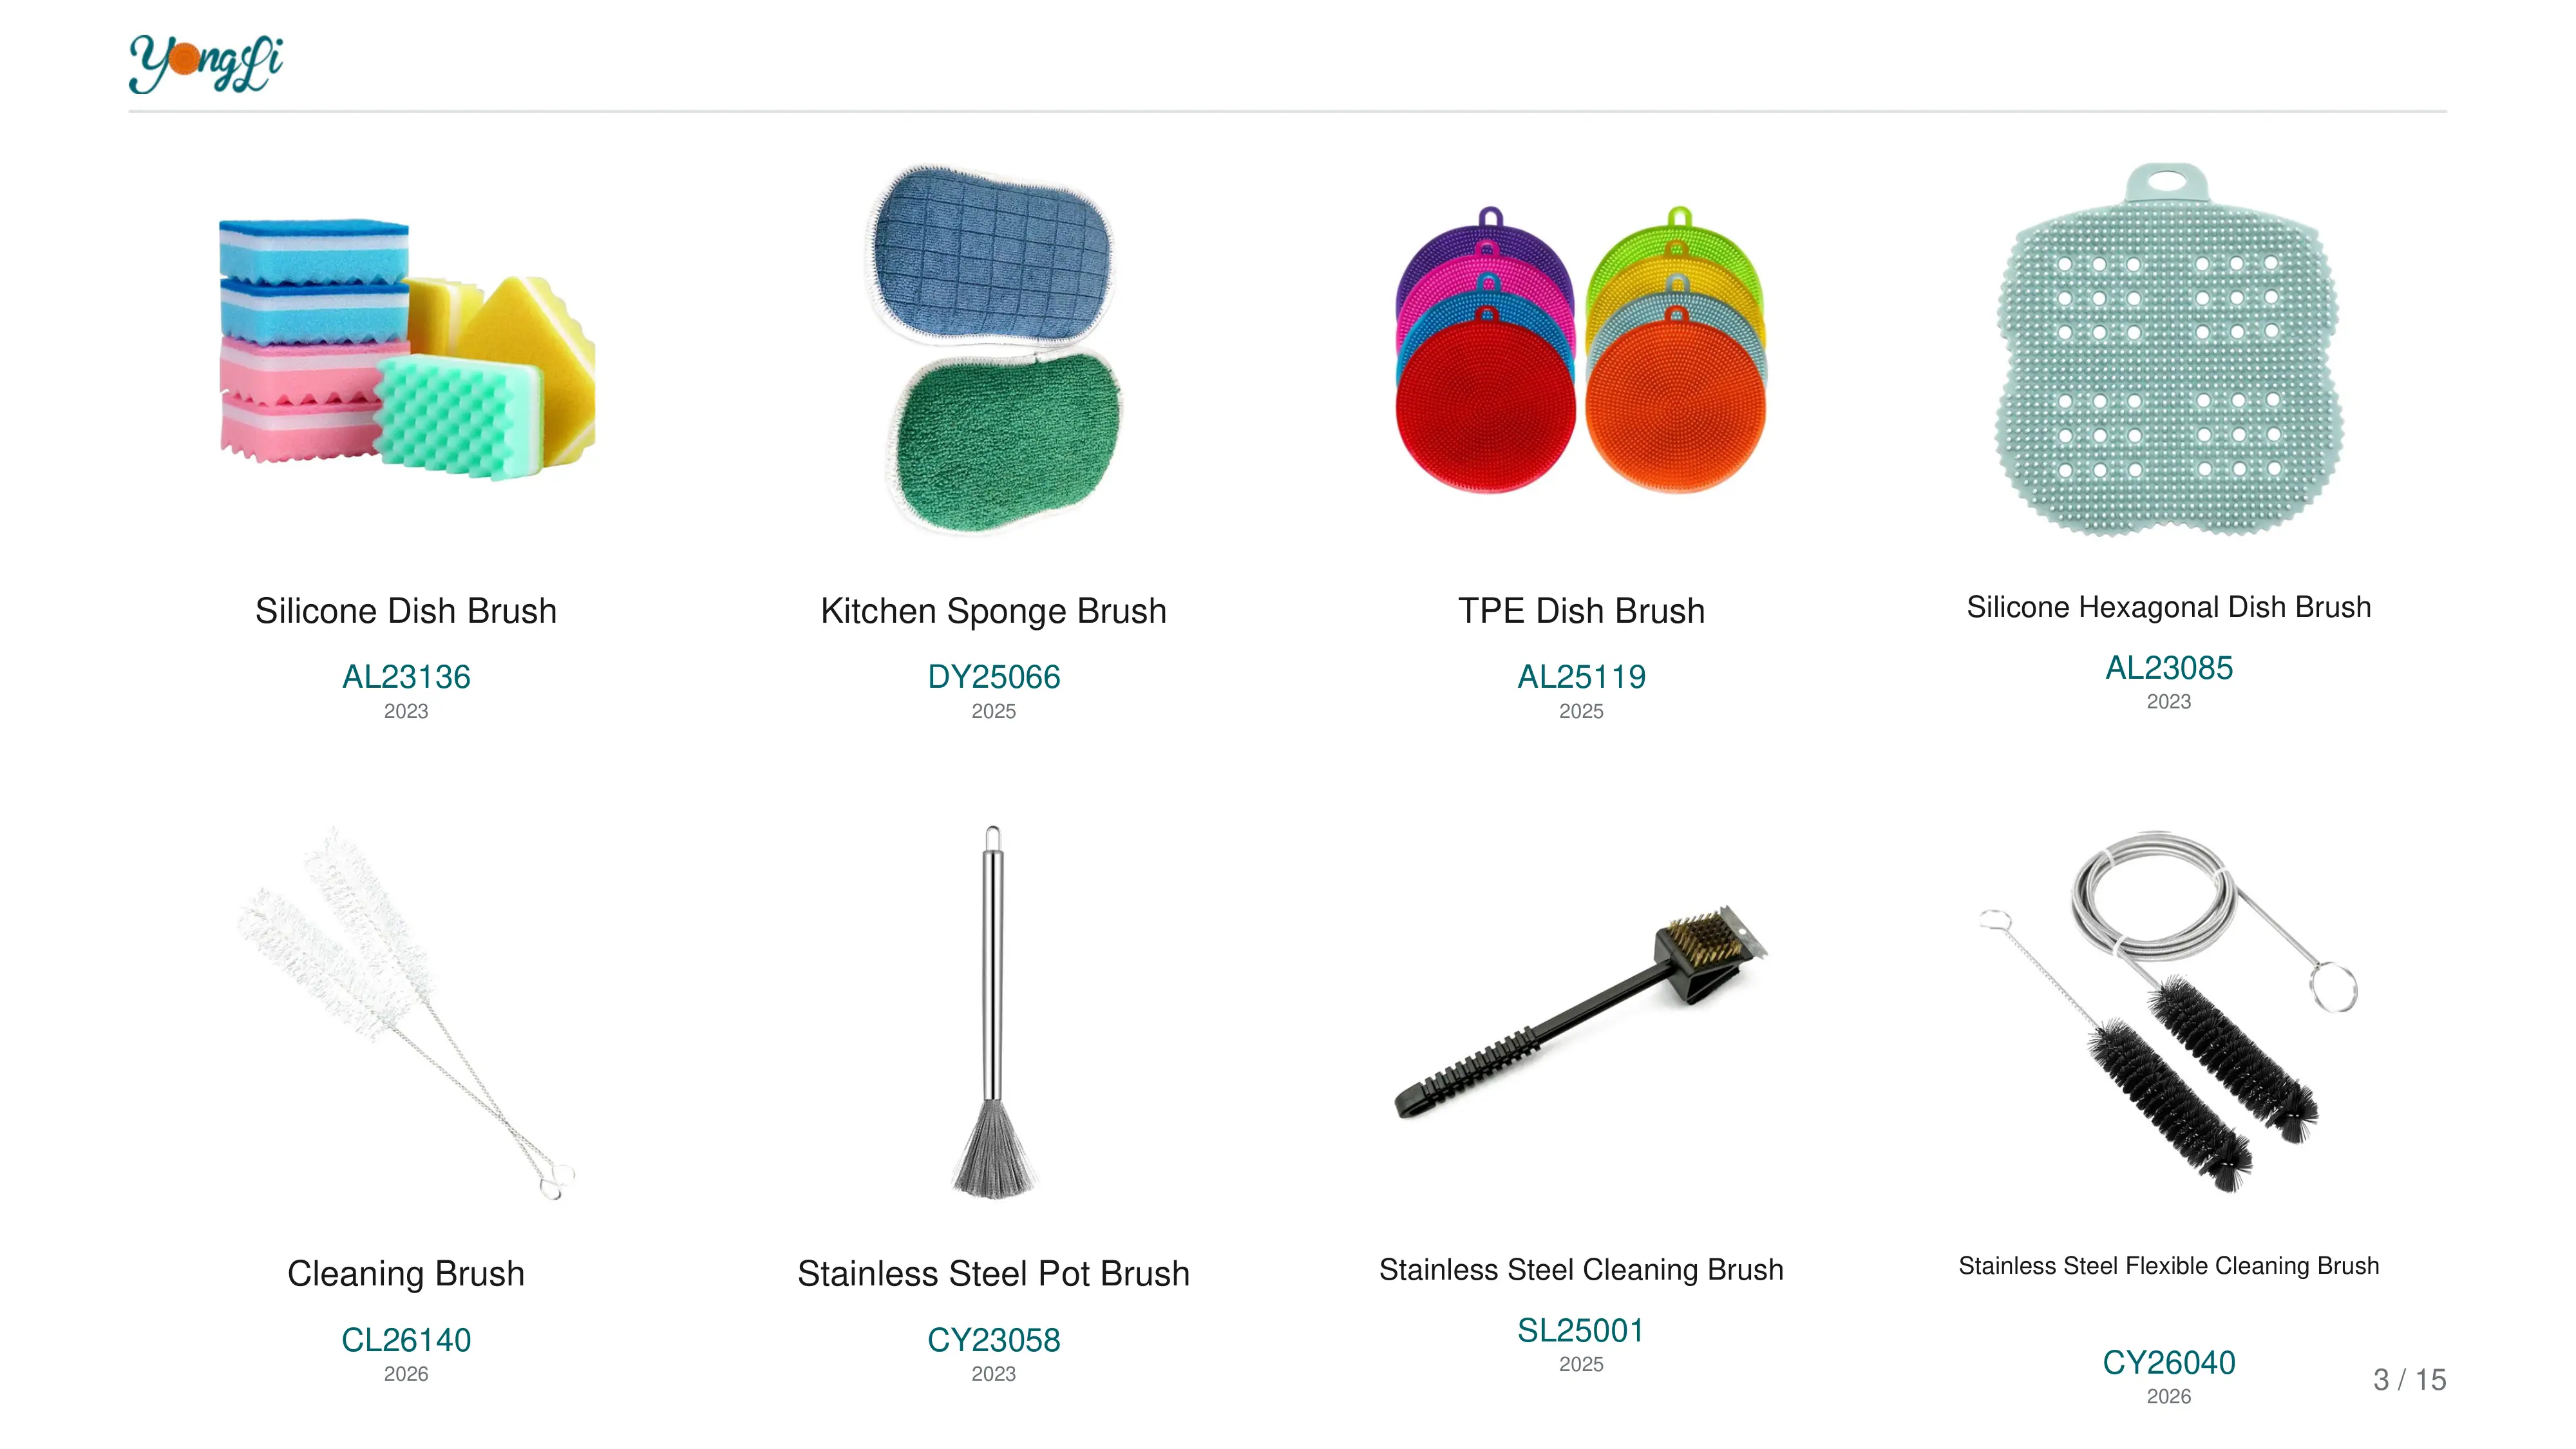 YongLi
Silicone Dish Brush
AL23136
2023
Kitchen Sponge Brush
DY25066
2025
TPE Dish Brush
AL25119
2025
Silicone Hexagonal Dish Brush
AL23085
2023
Cleaning Brush
CL26140
2026
Stainless Steel Pot Brush
CY23058
2023
Stainless Steel Cleaning Brush
SL25001
2025
Stainless Steel Flexible Cleaning Brush
CY26040
2026
3 / 15